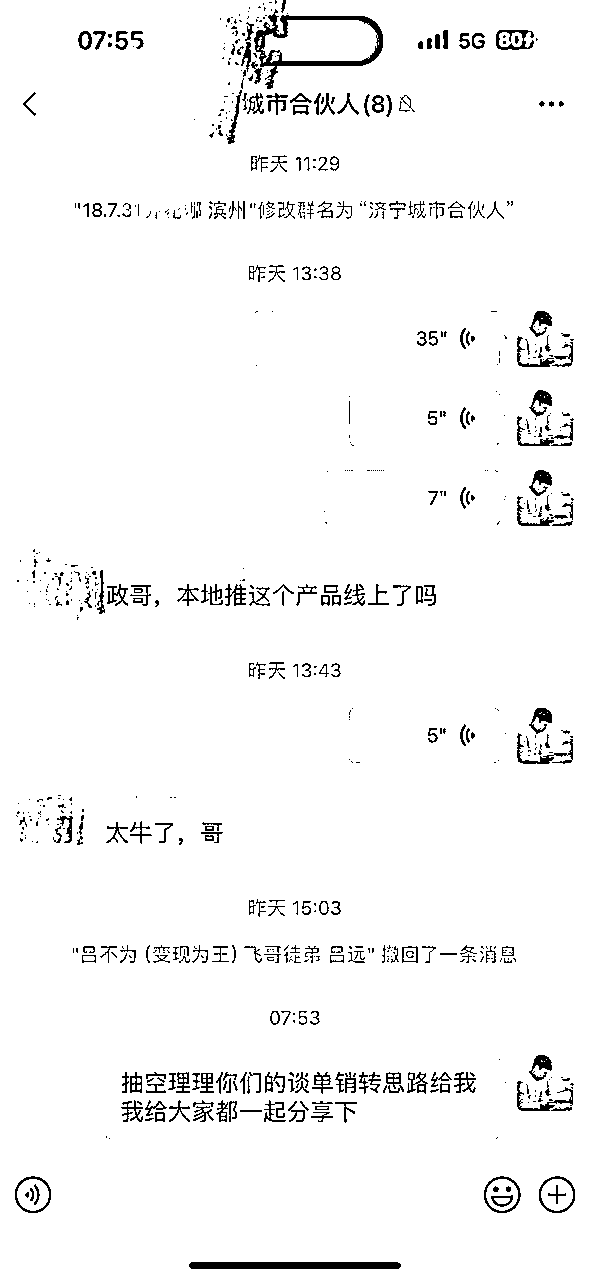 07:55
5G 80
城市合伙人(8)
昨天 11:29
"18.7.31 滨州"修改群名为 “济宁城市合伙人”
昨天 13:38
35"
5"
7"
政哥，本地推这个产品线上了吗
昨天 13:43
5"
太牛了，哥
昨天 15:03
"吕不为 (变现为王) 飞哥徒弟 吕远" 撤回了一条消息
07:53
抽空理理你们的谈单销转思路给我
我给大家都一起分享下